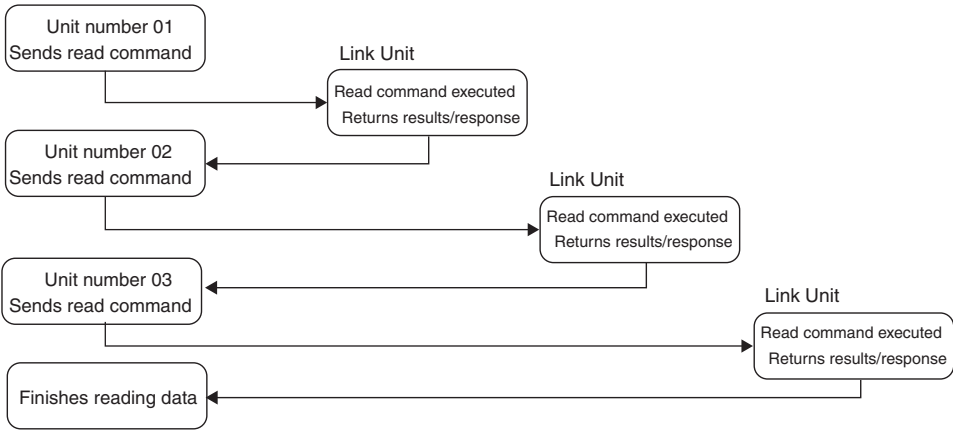 Unit number 01
Sends read command
Link Unit
Read command executed
Returns results/response
Unit number 02
Sends read command
Link Unit
Read command executed
Returns results/response
Unit number 03
Sends read command
Link Unit
Read command executed
Returns results/response
Finishes reading data